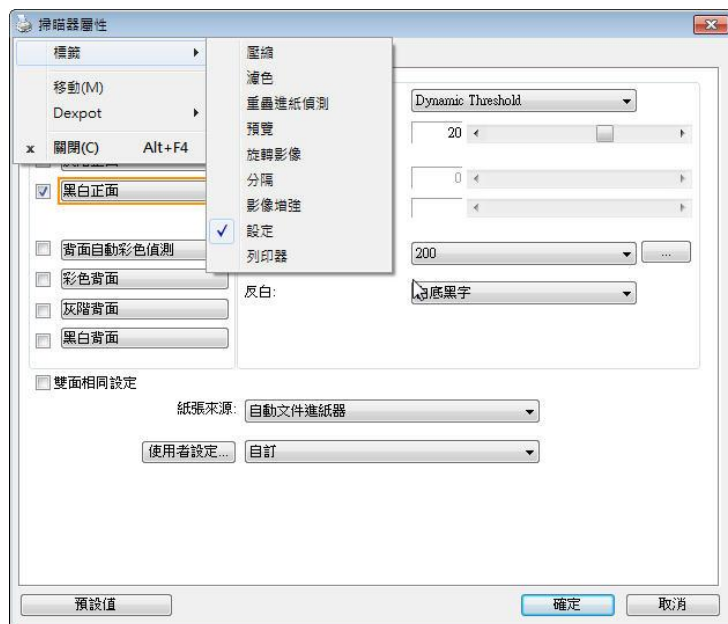 掃瞄器屬性
標籤
移動(M)
Dexpot
x 關閉(C) Alt+F4
壓縮
濾色
重疊進紙偵測
預覽
旋轉影像
分隔
影像增強
設定
列印器
Dynamic Threshold
20
黑白正面
0
背面自動彩色偵測
200
...
彩色背面
反白:
白底黑字
灰階背面
黑白背面
雙面相同設定
紙張來源:
自動文件進紙器
使用者設定...
自訂
預設值
確定
取消